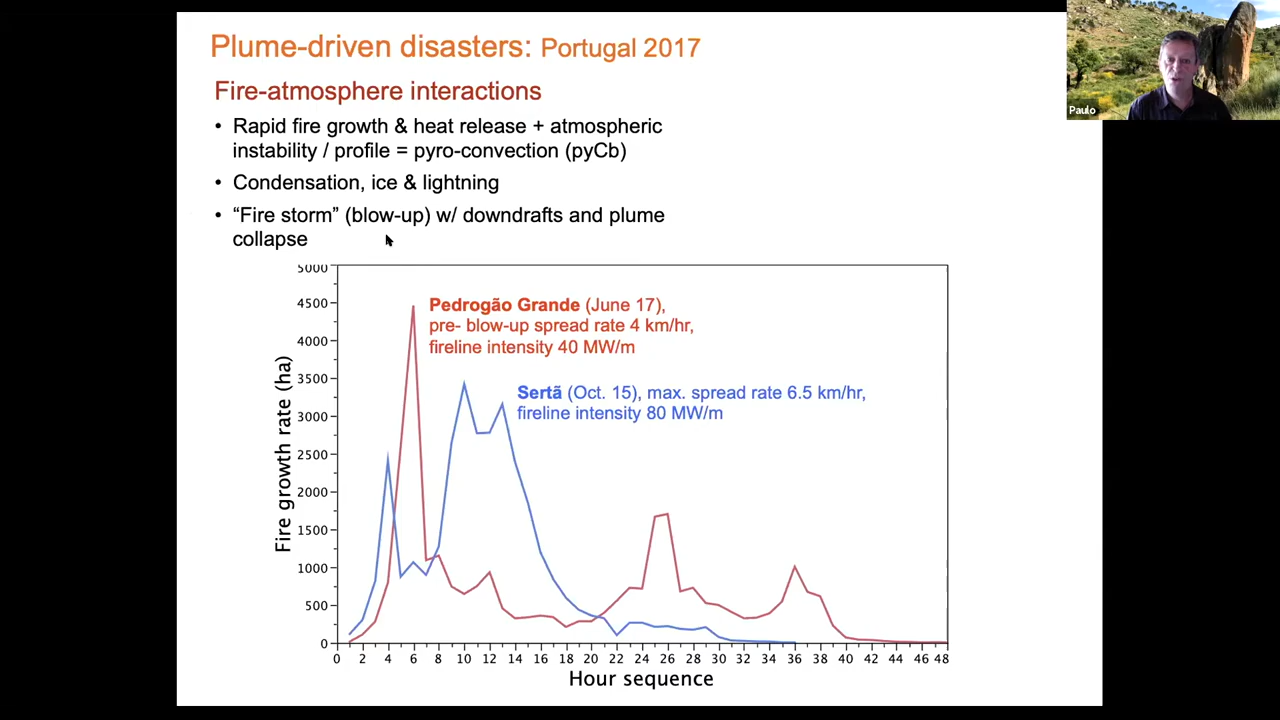 Plume-driven disasters: Portugal 2017
Paulo
Fire-atmosphere interactions
• Rapid fire growth & heat release + atmospheric
instability / profile = pyro-convection (pyCb)
• Condensation, ice & lightning
• “Fire storm” (blow-up) w/ downdrafts and plume
collapse
5000
4500
4000
3500
3000
2500
2000
1500
1000
500
0
Fire growth rate (ha)
Pedrogão Grande (June 17),
pre- blow-up spread rate 4 km/hr,
fireline intensity 40 MW/m
Sertã (Oct. 15), max. spread rate 6.5 km/hr,
fireline intensity 80 MW/m
0 2 4 6 8 10 12 14 16 18 20 22 24 26 28 30 32 34 36 38 40 42 44 46 48
Hour sequence